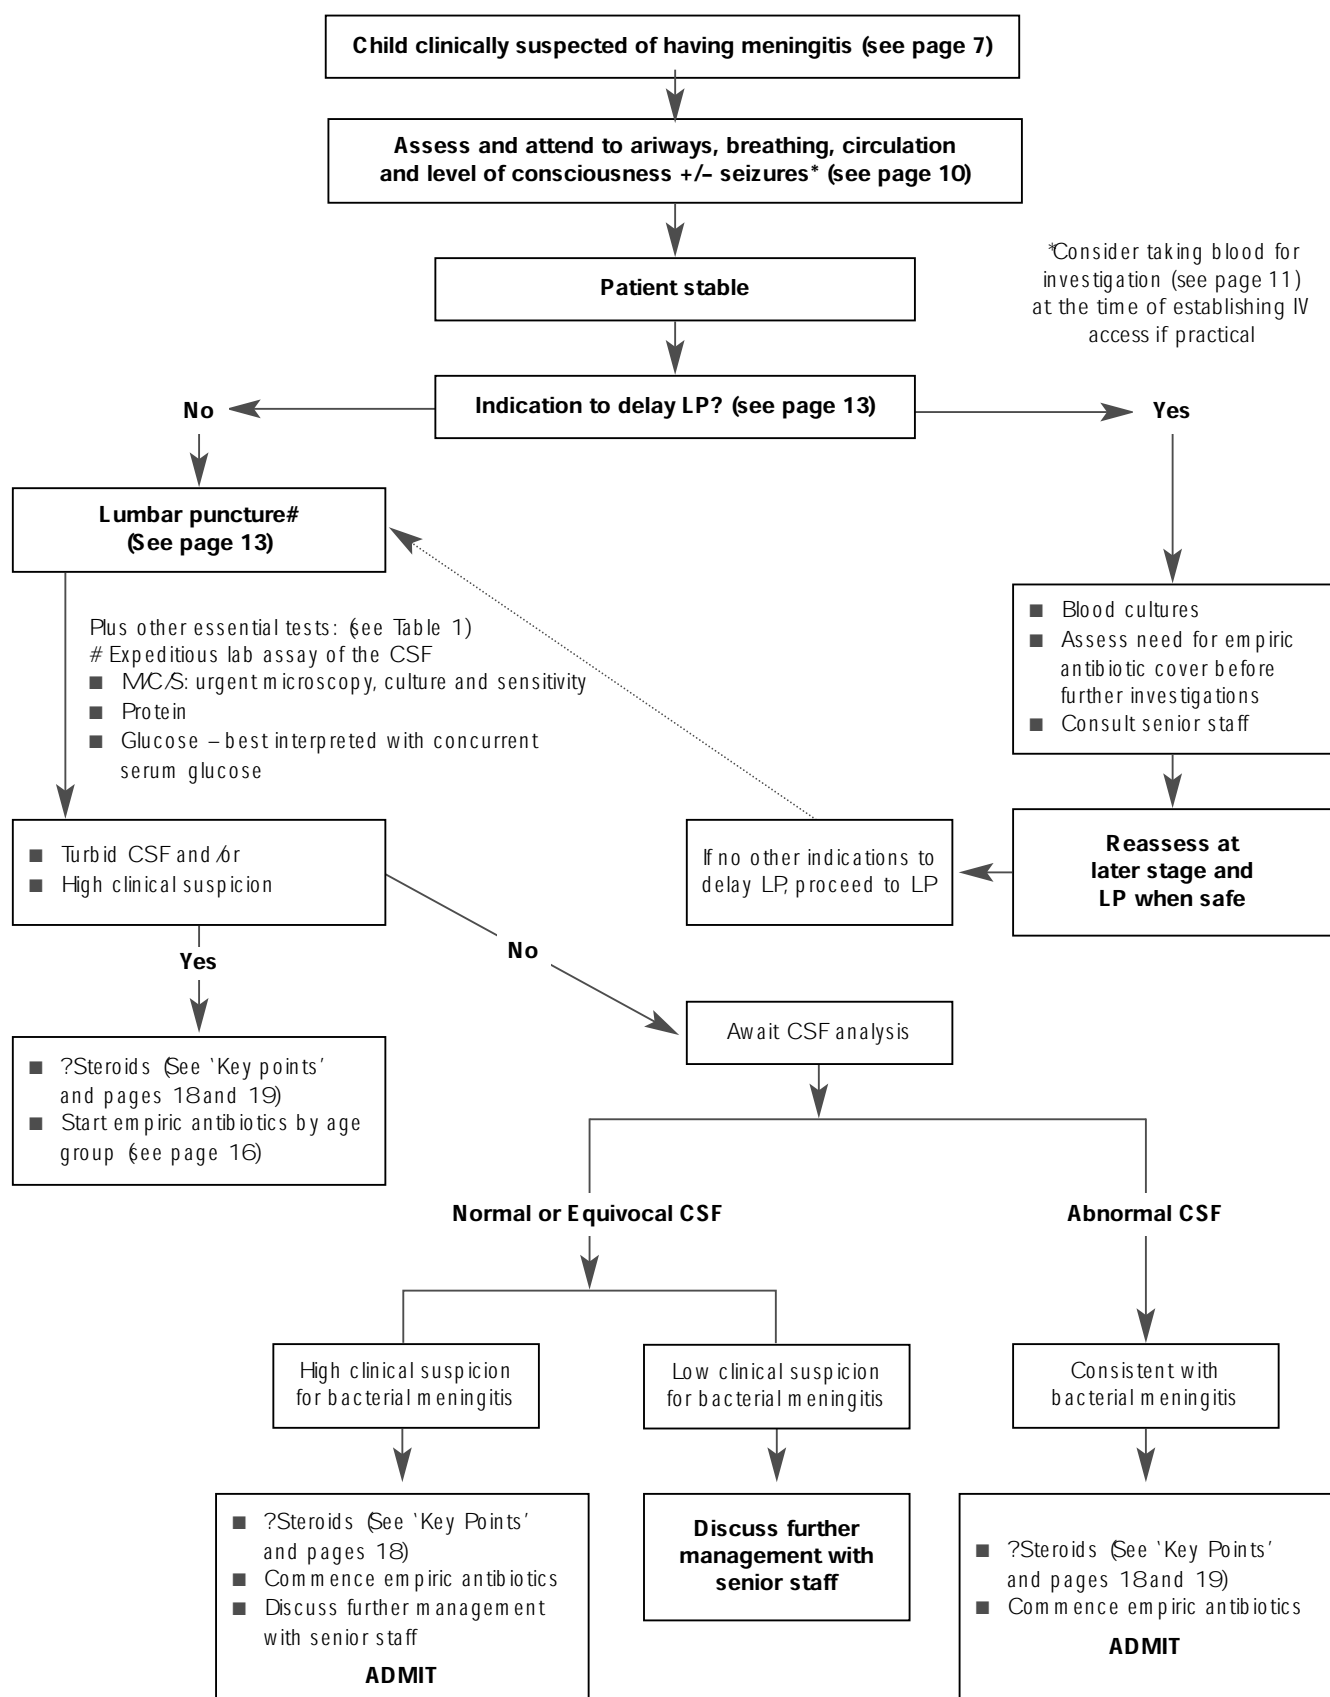 Child clinically suspected of having meningitis (see page 7)
Assess and attend to ariways, breathing, circulation
and level of consciousness +/– seizures* (see page 10)
Patient stable
*Consider taking blood for
investigation (see page 11)
at the time of establishing IV
access if practical
Indication to delay LP? (see page 13)
No
Yes
Lumbar puncture#
(See page 13)
Plus other essential tests: (see Table 1)
# Expeditious lab assay of the CSF
■ M/C/S: urgent microscopy, culture and sensitivity
■ Protein
■ Glucose – best interpreted with concurrent
serum glucose
■ Blood cultures
■ Assess need for empiric
antibiotic cover before
further investigations
■ Consult senior staff
■ Turbid CSF and/or
■ High clinical suspicion
If no other indications to
delay LP, proceed to LP
Reassess at
later stage and
LP when safe
Yes
No
Await CSF analysis
■ ?Steroids (See ‘Key points’
and pages 18 and 19)
■ Start empiric antibiotics by age
group (see page 16)
Normal or Equivocal CSF
Abnormal CSF
High clinical suspicion
for bacterial meningitis
Low clinical suspicion
for bacterial meningitis
Consistent with
bacterial meningitis
■ ?Steroids (See ‘Key Points’
and pages 18)
■ Commence empiric antibiotics
■ Discuss further management
with senior staff
ADMIT
Discuss further
management with
senior staff
■ ?Steroids (See ‘Key Points’
and pages 18 and 19)
■ Commence empiric antibiotics
ADMIT